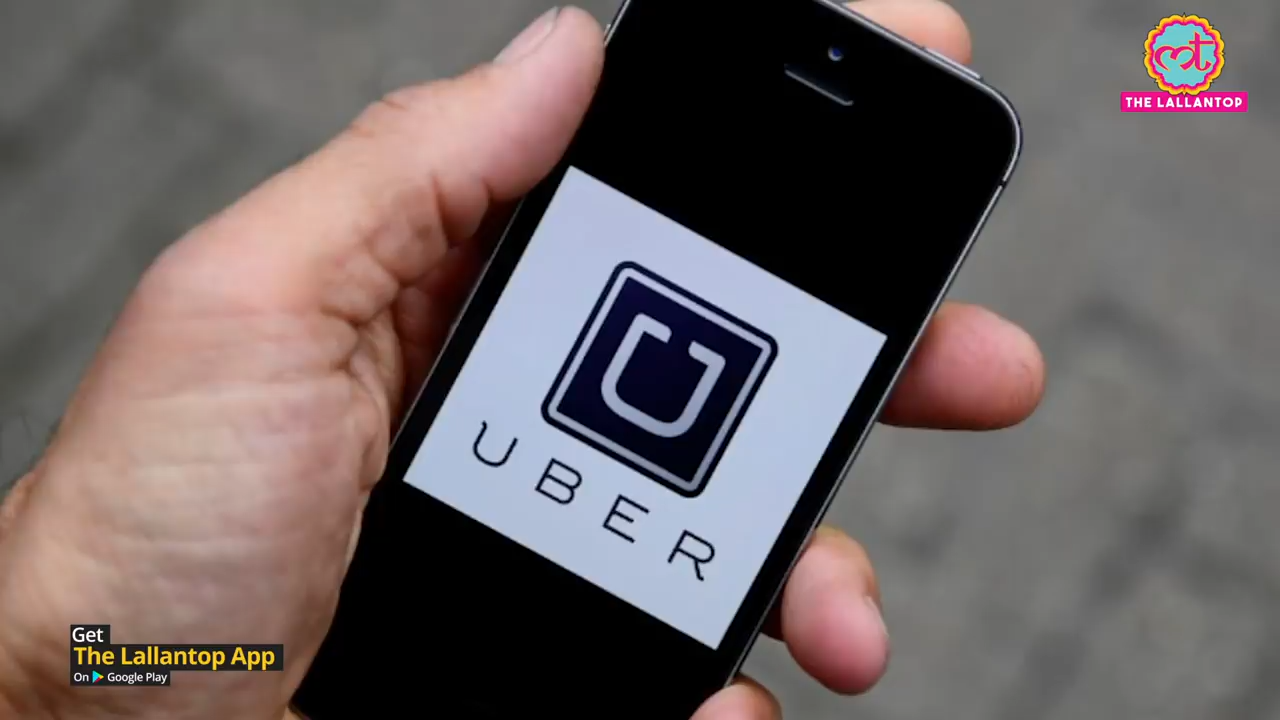 THE LALLANTOP
UBER
Get
The Lallantop App
On Google Play